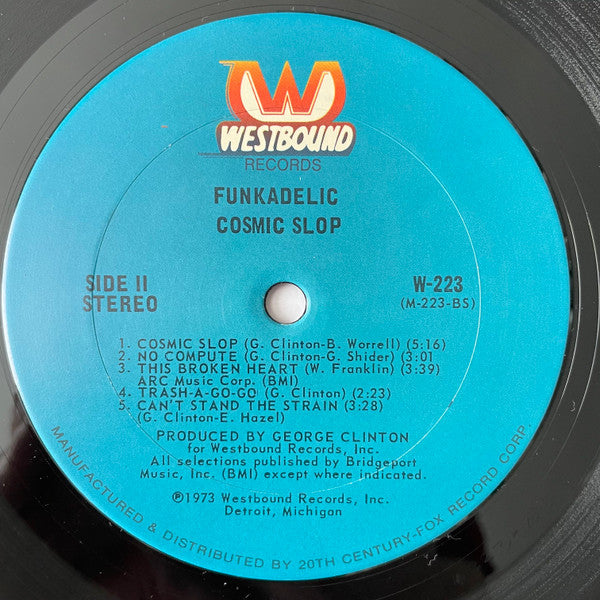 W
WESTBOUND
RECORDS
FUNKADELIC
COSMIC SLOP
SIDE II
STEREO
W-223
(M-223-BS)
1. COSMIC SLOP (G. Clinton-B. Worrell) (5:16)
2. NO COMPUTE (G. Clinton-G. Shider) (3:01
3. THIS BROKEN HEART (W. Franklin) (3:39)
ARC Music Corp. (BMI)
4. TRASH-A-GO-GO (G. Clinton) (2:23)
5. CAN'T STAND THE STRAIN (3:28)
(G. Clinton-E. Hazel)
PRODUCED BY GEORGE CLINTON
for Westbound Records, Inc.
All selections published by Bridgeport
Music, Inc. (BMI) except where indicated.
℗1973 Westbound Records, Inc.
Detroit, Michigan
MANUFACTURED & DISTRIBUTED BY 20TH CENTURY-FOX RECORD CORP.